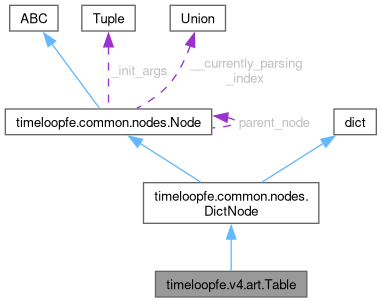 ABC
Tuple
Union
_init_args
__currently_parsing
_index
timeloopfe.common.nodes.Node
parent_node
dict
timeloopfe.common.nodes.
DictNode
timeloopfe.v4.art.Table